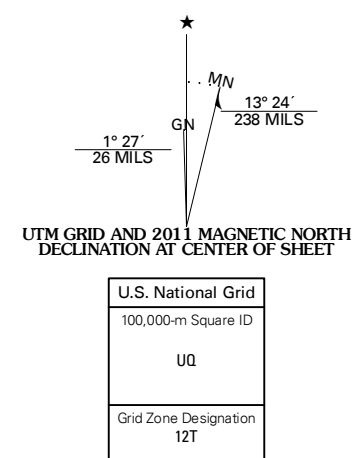 ★
MN
GN
13° 24´
238 MILS
1° 27´
26 MILS
UTM GRID AND 2011 MAGNETIC NORTH
DECLINATION AT CENTER OF SHEET
U.S. National Grid
100,000-m Square ID
UQ
Grid Zone Designation
12T